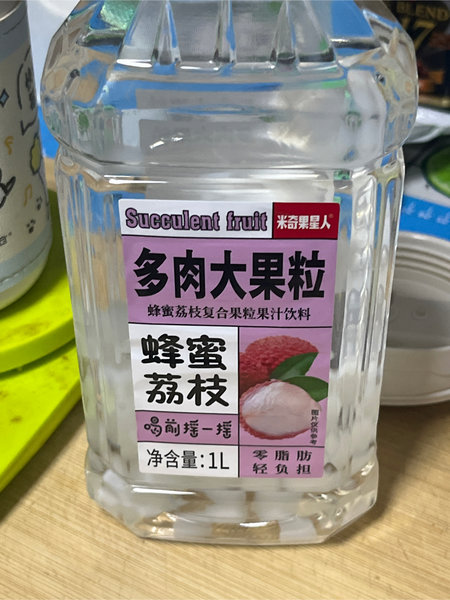 BLEND
17
Succulent fruit
米奇果星人
多肉大果粒
蜂蜜荔枝复合果粒果汁饮料
蜂蜜
荔枝
喝前摇一摇
净含量:1L
图片仅供参考
零脂肪
轻负担